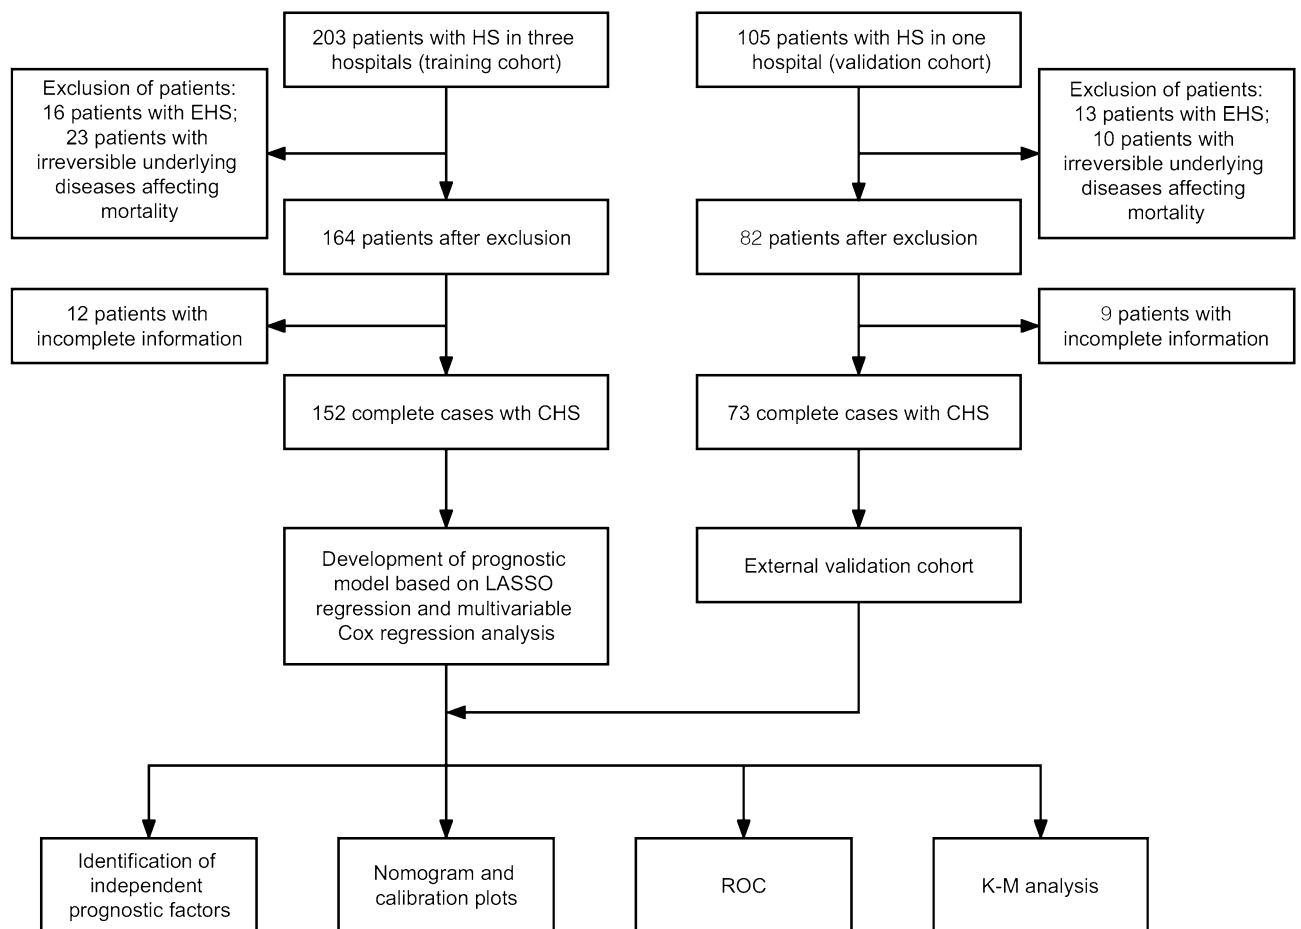 203 patients with HS in three
hospitals (training cohort)
105 patients with HS in one
hospital (validation cohort)
Exclusion of patients:
16 patients with EHS;
23 patients with
irreversible underlying
diseases affecting
mortality
Exclusion of patients:
13 patients with EHS;
10 patients with
irreversible underlying
diseases affecting
mortality
164 patients after exclusion
82 patients after exclusion
12 patients with
incomplete information
9 patients with
incomplete information
152 complete cases wth CHS
73 complete cases with CHS
Development of prognostic
model based on LASSO
regression and multivariable
Cox regression analysis
External validation cohort
Identification of
independent
prognostic factors
Nomogram and
calibration plots
ROC
K-M analysis